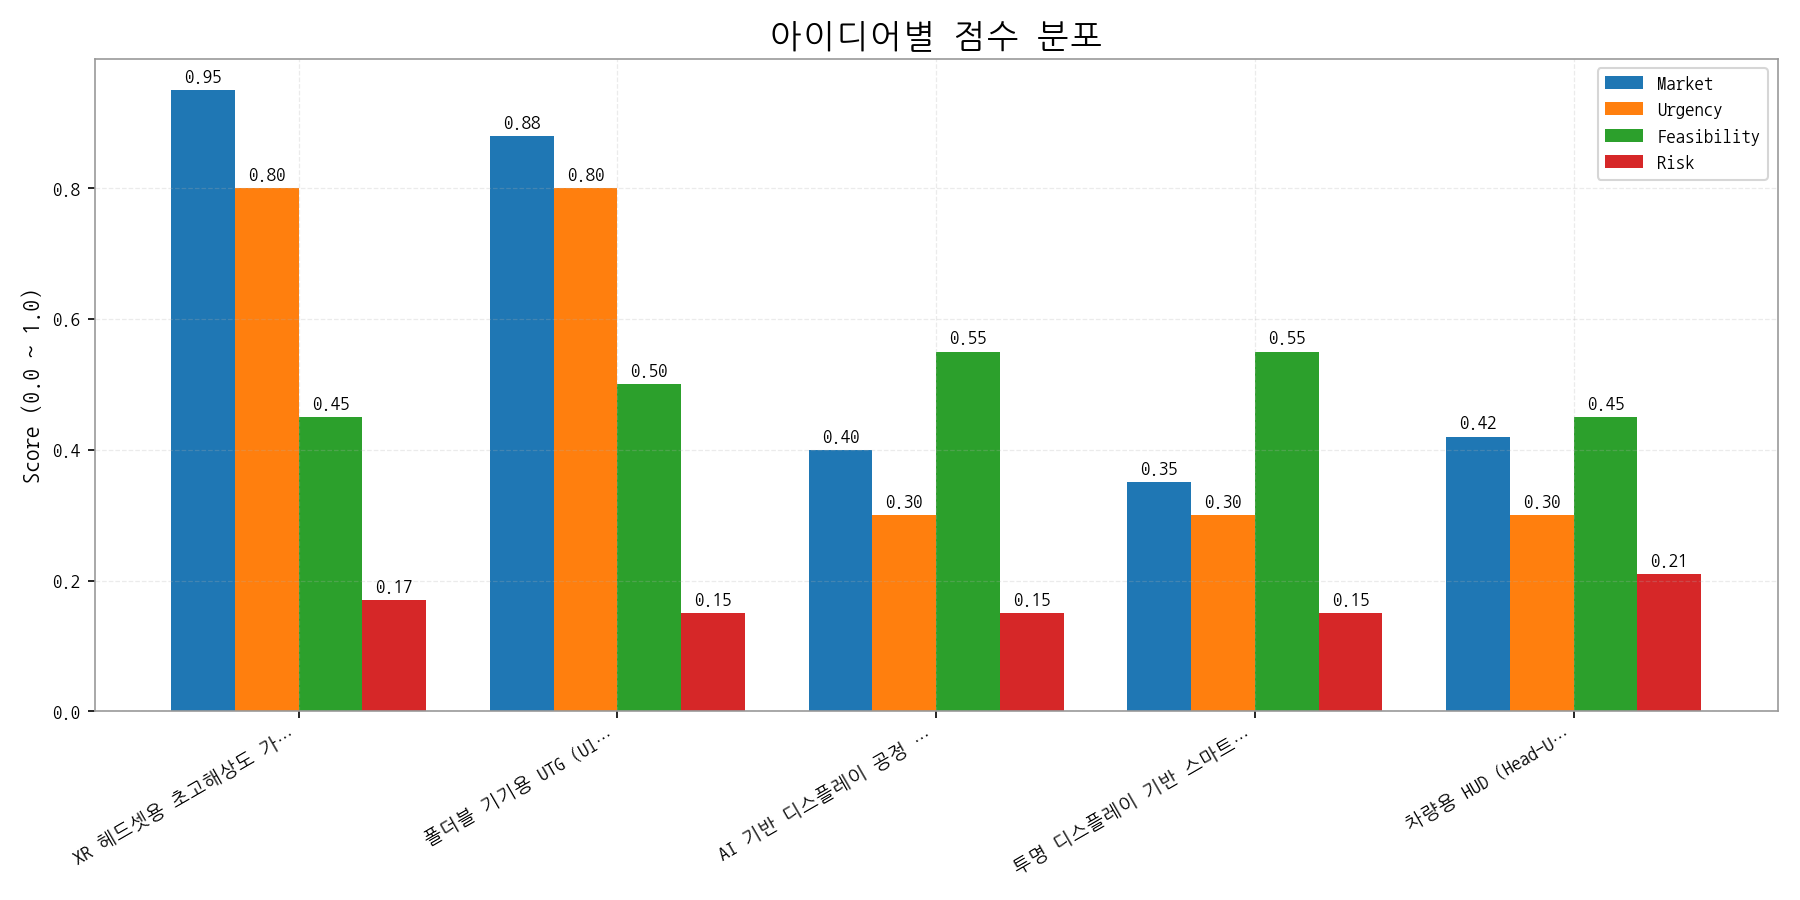 아이디어별 점수 분포
Market
Urgency
Feasibility
Risk
Score (0.0 ~ 1.0)
0.8
0.6
0.4
0.2
0.0
0.95
0.80
0.45
0.17
0.88
0.80
0.50
0.15
0.40
0.30
0.55
0.15
0.35
0.30
0.55
0.15
0.42
0.30
0.45
0.21
XR 헤드셋용 초고해상도 가…
폴더블 기기용 UTG (Ul…
AI 기반 디스플레이 공정 …
투명 디스플레이 기반 스마트…
차량용 HUD (Head-U…